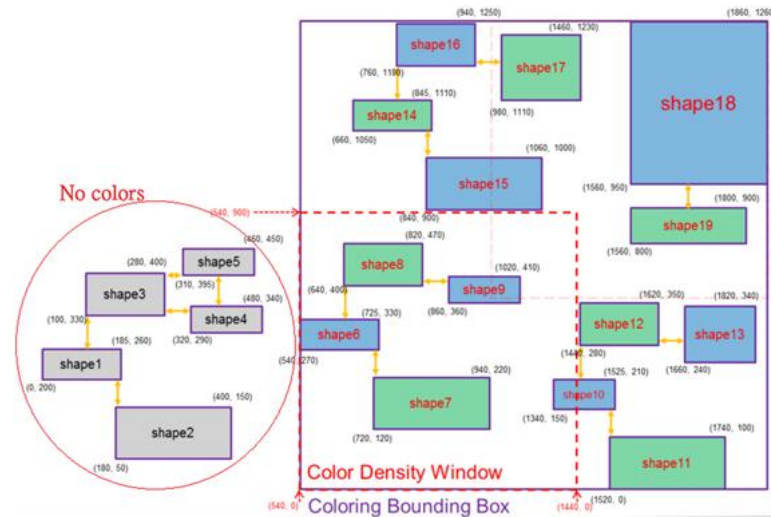 (940, 1250)
(1860, 1260)
(1460, 1230)
shape16
shape17
(760, 1180)
(845, 1110)
shape18
shape14
(980, 1110)
(660, 1050)
(1060, 1000)
shape15
(1560, 950)
(1800, 900)
No colors
(540, 900)
(840, 900)
shape19
(460, 450)
(820, 470)
(1560, 800)
shape5
(280, 400)
(310, 395)
shape8
(1020, 410)
shape3
(640, 400)
shape9
(480, 340)
(860, 360)
(1620, 350)
(1820, 340)
(100, 330)
shape4
(725, 330)
shape12
shape13
(185, 260)
(320, 290)
shape6
(1440, 280)
(1660, 240)
shape1
(540, 270)
(0, 200)
(940, 220)
(1525, 210)
shape10
(400, 150)
shape7
(1340, 150)
shape2
(720, 120)
(1740, 100)
(180, 50)
shape11
Color Density Window
(540, 0)
Coloring Bounding Box
(1440, 0)
(1520, 0)